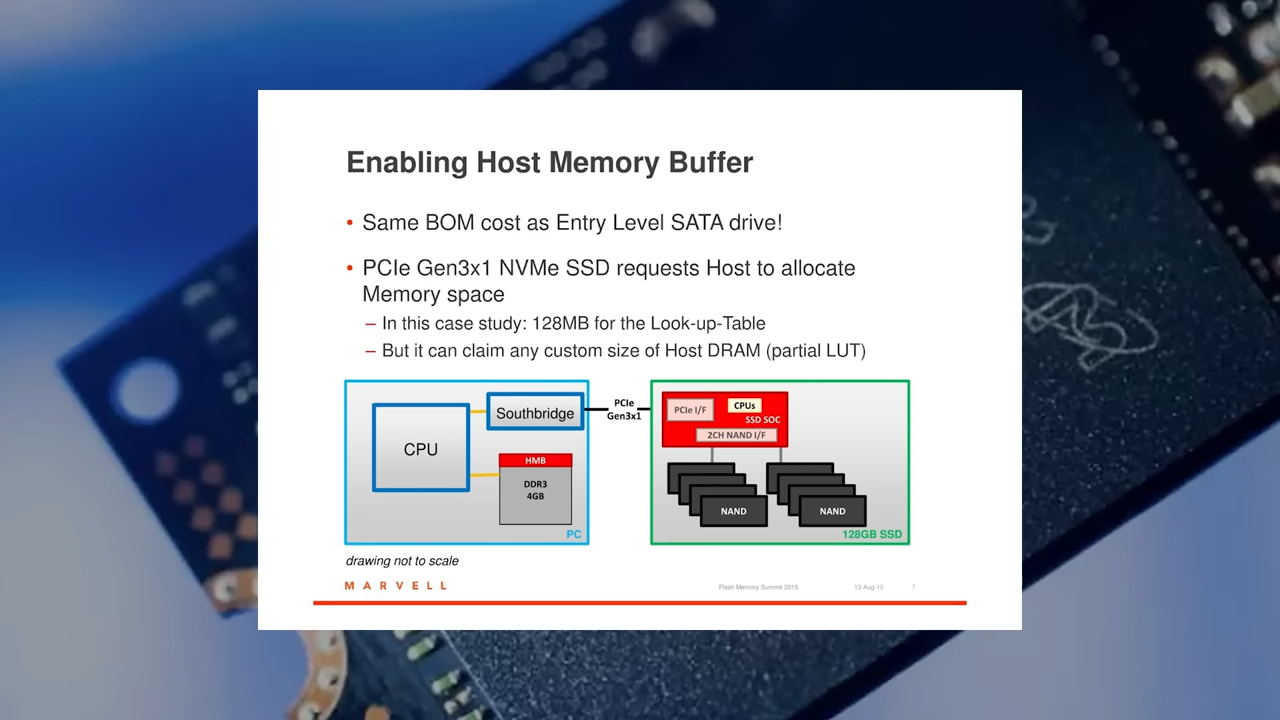 Enabling Host Memory Buffer
• Same BOM cost as Entry Level SATA drive!
• PCIe Gen3x1 NVMe SSD requests Host to allocate
Memory space
– In this case study: 128MB for the Look-up-Table
– But it can claim any custom size of Host DRAM (partial LUT)
CPU
Southbridge
HMB
DDR3
4GB
PC
PCIe
Gen3x1
PCIe I/F
CPUs
SSD SOC
2CH NAND I/F
NAND
NAND
128GB SSD
drawing not to scale
MARVELL
Flash Memory Summit 2015
13-Aug-15
7